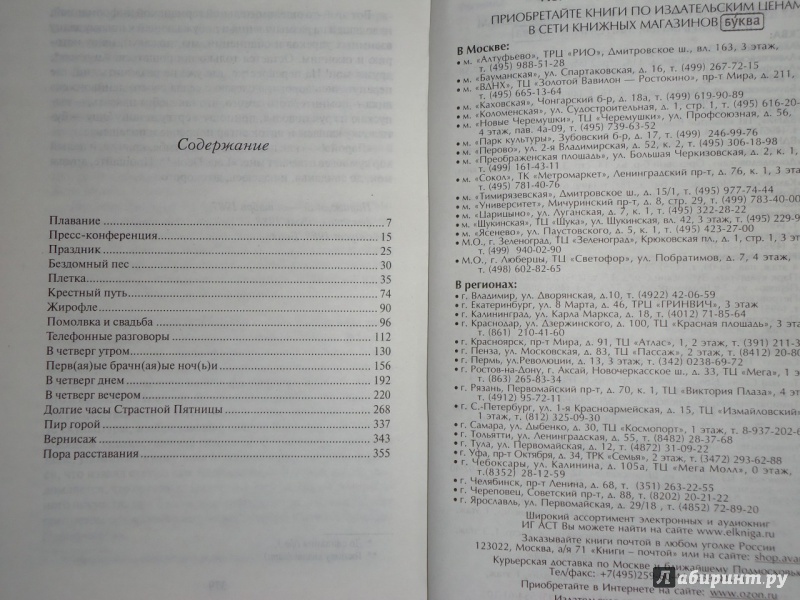 Содержание
Плавание 7
Пресс-конференция 15
Праздник 25
Бездомный пес 30
Плетка 35
Крестный путь 74
Жирофле 90
Помолвка и свадьба 96
Телефонные разговоры 112
В четверг утром 130
Перв(ая)ые брачн(ая)ые ноч(ь)и 156
В четверг днем 192
В четверг вечером 220
Долгие часы Страстной Пятницы 268
Пир горой 337
Вернисаж 343
Пора расставания 355
ПРИОБРЕТАЙТЕ КНИГИ ПО ИЗДАТЕЛЬСКИМ ЦЕНАМ
В СЕТИ КНИЖНЫХ МАГАЗИНОВ буква
В Москве:
• м. «Алтуфьево», ТРЦ «РИО», Дмитровское ш., вл. 163, 3 этаж,
т. (495) 988-51-28
• м. «Бауманская», ул. Спартаковская, д. 16, т. (499) 267-72-15
• м. «ВДНХ», ТЦ «Золотой Вавилон — Ростокино», пр-т Мира, д. 211,
т. (495) 665-13-64
• м. «Каховская», Чонгарский б-р, д. 18а, т. (499) 619-90-89
• м. «Коломенская», ул. Судостроительная, д. 1, стр. 1, т. (495) 616-20-
• м. «Новые Черемушки», ТЦ «Черемушки», ул. Профсоюзная, д. 56,
4 этаж, пав. 4а-09, т. (495) 739-63-52
• м. «Парк культуры», Зубовский б-р, д. 17, т. (499) 246-99-76
• м. «Перово», ул. 2-я Владимирская, д. 52, к. 2, т. (495) 306-18-98
• м. «Преображенская площадь», ул. Большая Черкизовская, д. 2, к. 1,
т. (499) 161-43-11
• м. «Сокол», ТК «Метромаркет», Ленинградский пр-т, д. 76, к. 1, 3 этаж,
т. (495) 781-40-76
• м. «Тимирязевская», Дмитровское ш., д. 15/1, т. (495) 977-74-44
• м. «Университет», Мичуринский пр-т, д. 8, стр. 29, т. (499) 783-40-00
• м. «Царицыно», ул. Луганская, д. 7, к. 1, т. (495) 322-28-22
• м. «Щукинская», ТЦ «Щука», ул. Щукинская, вл. 42, 3 этаж, т. (495) 229-9
• м. «Ясенево», ул. Паустовского, д. 5, к. 1, т. (495) 423-27-00
• М.О., г. Зеленоград, ТЦ «Зеленоград», Крюковская пл., д. 1, стр. 1, 3 эт
т. (499) 940-02-90
• М.О., г. Люберцы, ТЦ «Светофор», ул. Побратимов, д. 7, 4 э
т. (498) 602-82-65
В регионах:
• г. Владимир, ул. Дворянская, д. 10, т. (4922) 42-06-59
• г. Екатеринбург, ул. 8 Марта, д. 46, ТРЦ «ГРИНВИЧ», 3 этаж
• г. Калининград, ул. Карла Маркса, д. 18, т. (4012) 71-85-64
• г. Краснодар, ул. Дзержинского, д. 100, ТЦ «Красная площадь», 3 этаж,
т. (861) 210-41-60
• г. Красноярск, пр-т Мира, д. 91, ТЦ «Атлас», 1, 2 этаж, т. (391) 211-3
• г. Пенза, ул. Московская, д. 83, ТЦ «Пассаж», 2 этаж, т. (8412) 20-80
• г. Пермь, ул.Революции, д. 13, 3 этаж, т. (342) 0238-69-72
• г. Ростов-на-Дону, г. Аксай, Новочеркасское ш., д. 33, ТЦ «Мега», 1
т. (863) 265-83-34
• г. Рязань, Первомайский пр-т, д. 70, к. 1, ТЦ «Виктория Плаза», 4
т. (4912) 95-72-11
• г. С.-Петербург, ул. 1-я Красноармейская, д. 15, ТЦ «Измайловский»
1 этаж, т. (812) 325-09-30
• г. Самара, ул. Дыбенко, д. 30, ТЦ «Космопорт», 1 этаж, т. 8-937-202-6
• г. Тольятти, ул. Ленинградская, д. 55, т. (8482) 28-37-68
• г. Тула, ул. Первомайская, д. 12, т. (4872) 31-09-22
• г. Уфа, пр-т Октября, д. 34, ТРК «Семья», 2 этаж, т. (3472) 293-62-88
• г. Чебоксары, ул. Калинина, д. 105а, ТЦ «Мега Молл», 0 этаж,
т.(8352) 28-12-59
• г. Челябинск, пр-т Ленина, д. 68, т. (351) 263-22-55
• г. Череповец, Советский пр-т, д. 88, т. (8202) 20-21-22
• г. Ярославль, ул. Первомайская, д. 29/18 , т. (4852) 72-89-20
Широкий ассортимент электронных и аудиокниг
ИГ АСТ Вы можете найти на сайте www.elkniga.ru
Заказывайте книги почтой в любом уголке России
123022, Москва, а/я 71 «Книги – почтой» или на сайте: shop.ava
Курьерская доставка по Москве и ближайшему Подмосковью
Тел/факс: +7(495)259
Приобретайте в Интернете на сайте: www.ozon.ru
Лабиринт.ру